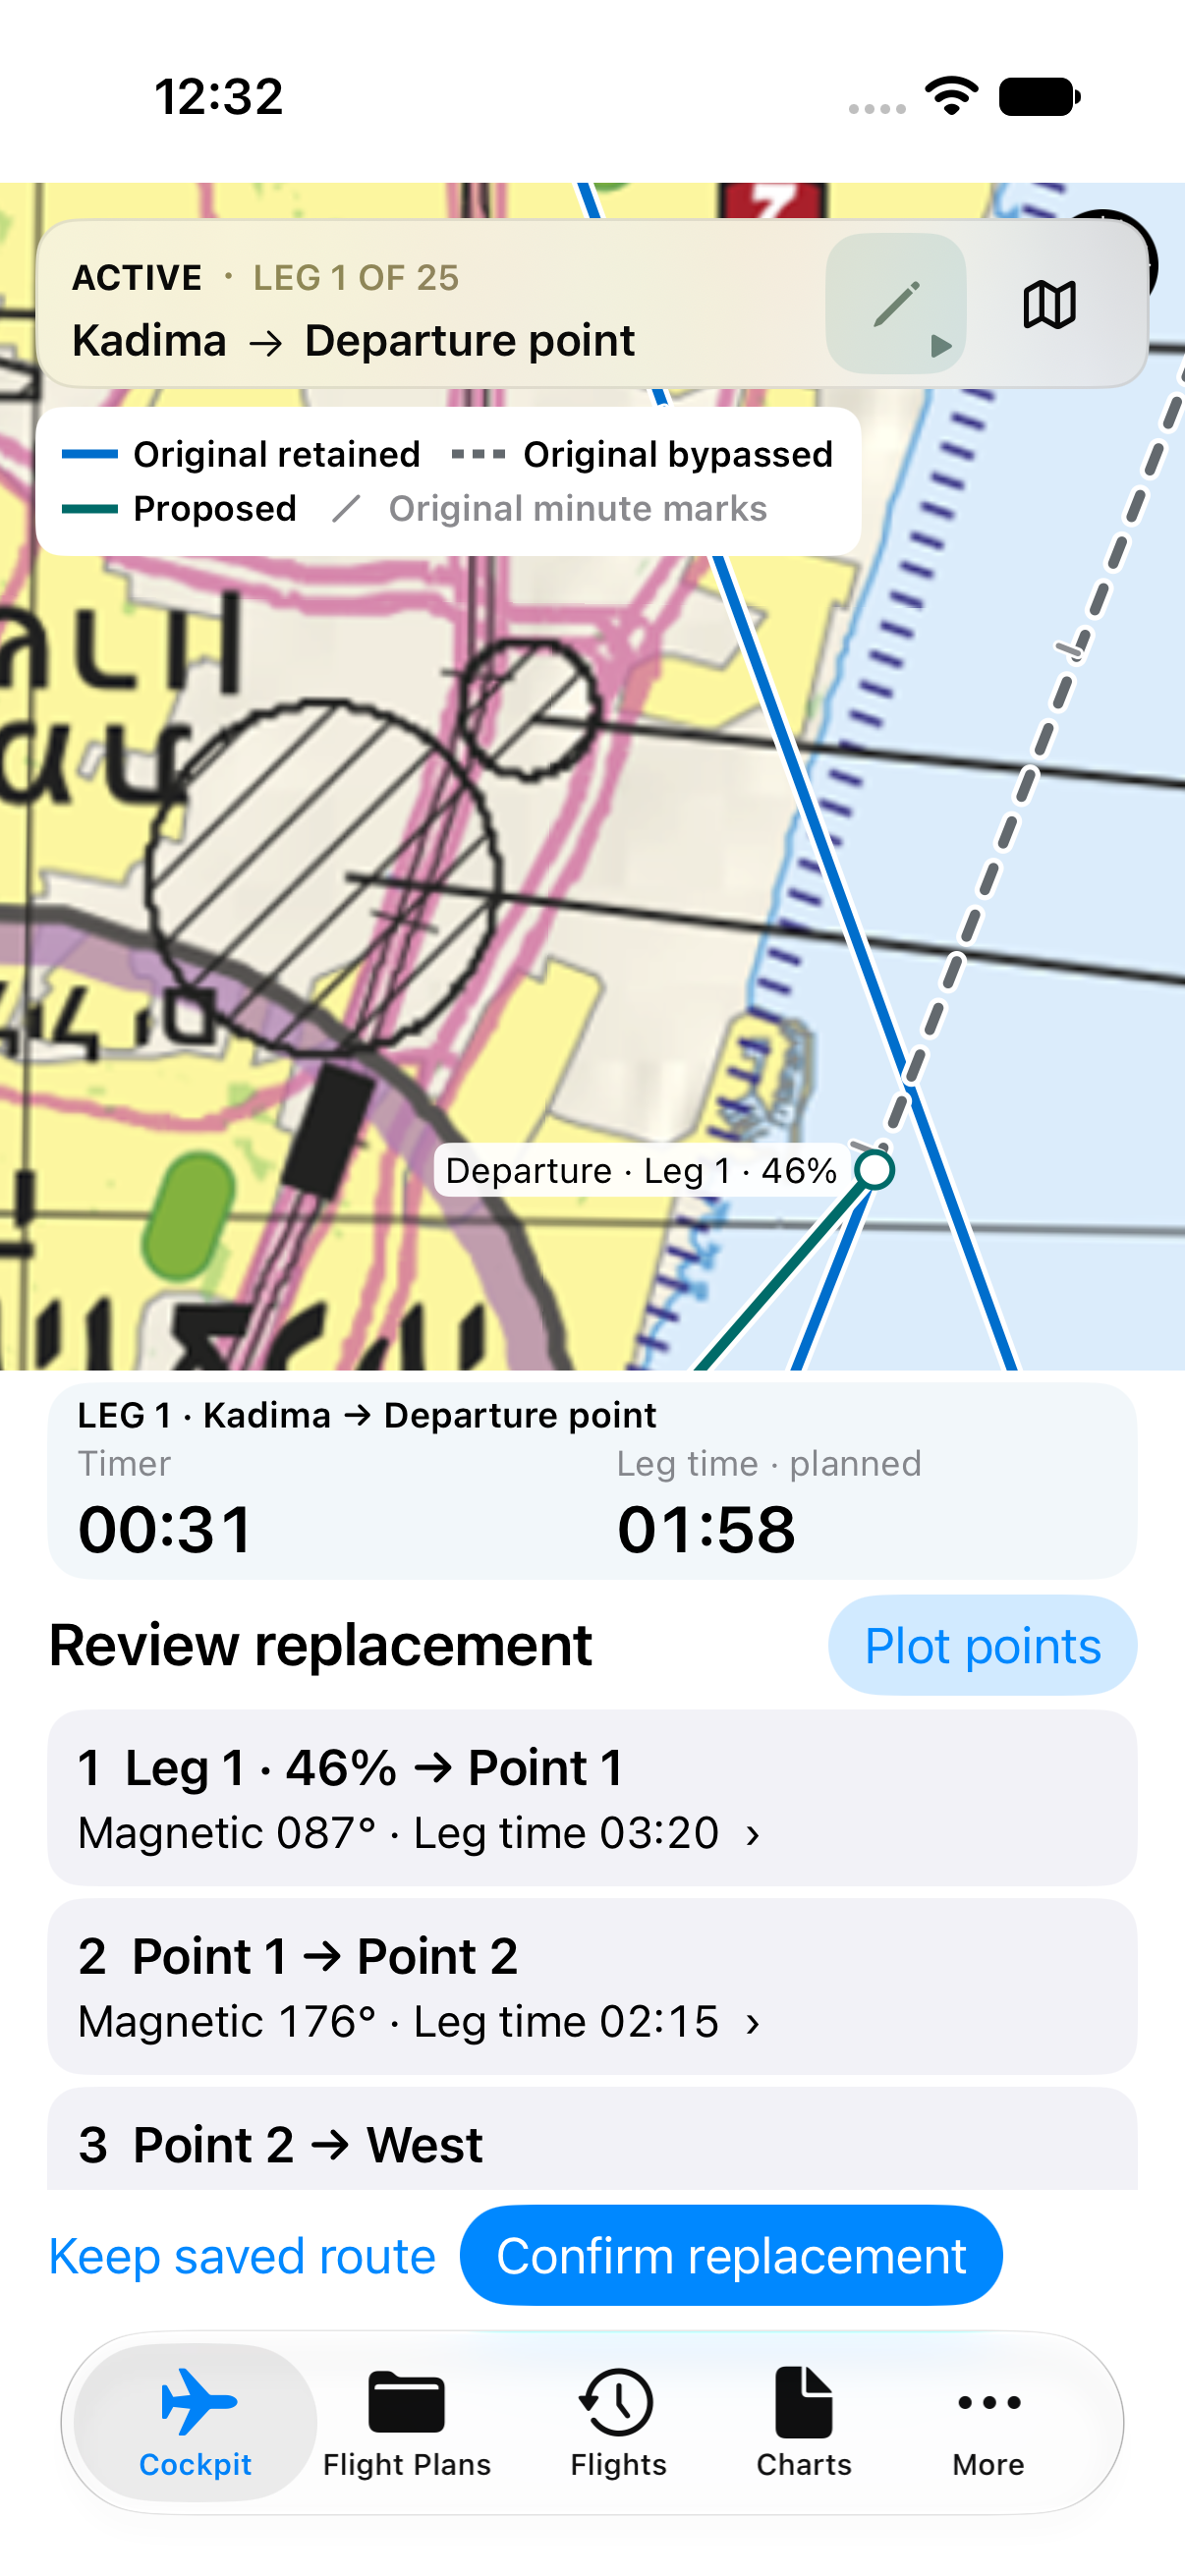 12:32
ACTIVE · LEG 1 OF 25
Kadima → Departure point
Original retained Original bypassed
Proposed Original minute marks
Departure · Leg 1 · 46%
LEG 1 · Kadima → Departure point
Timer Leg time · planned
00:31 01:58
Review replacement Plot points
1 Leg 1 · 46% → Point 1
Magnetic 087° · Leg time 03:20 ›
2 Point 1 → Point 2
Magnetic 176° · Leg time 02:15 ›
3 Point 2 → West
Keep saved route Confirm replacement
Cockpit Flight Plans Flights Charts More